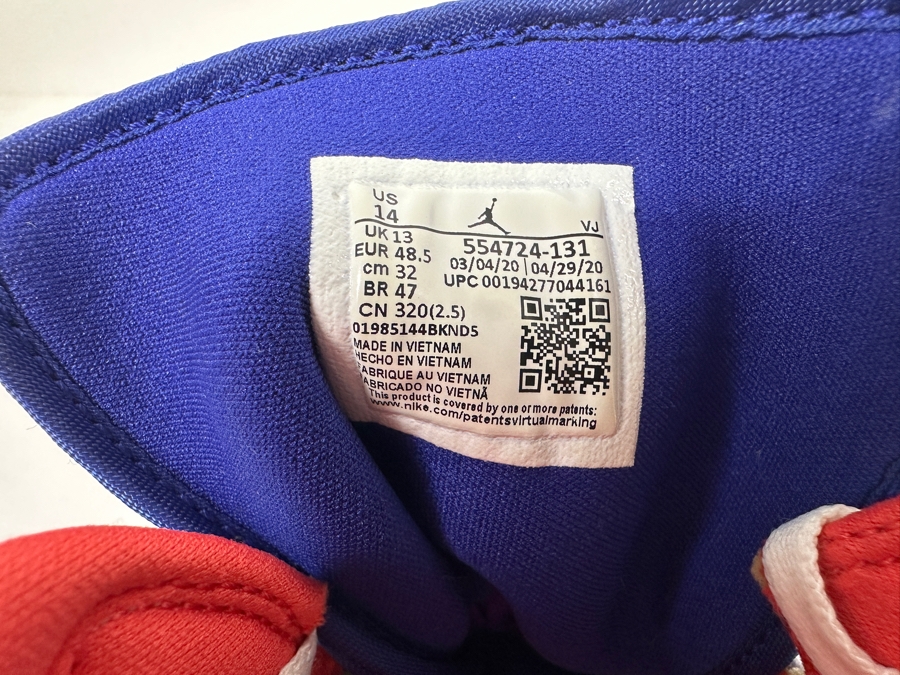 US
14
VJ
UK 13
554724-131
EUR 48.5
03/04/20 | 04/29/20
cm 32
UPC 00194277044161
BR 47
CN 320(2.5)
01985144BKND5
MADE IN VIETNAM
HECHO EN VIETNAM
FABRIQUE AU VIETNAM
FABRICADO NO VIETNÃ
This product is covered by one or more patents:
www.nike.com/patentsvirtualmarking